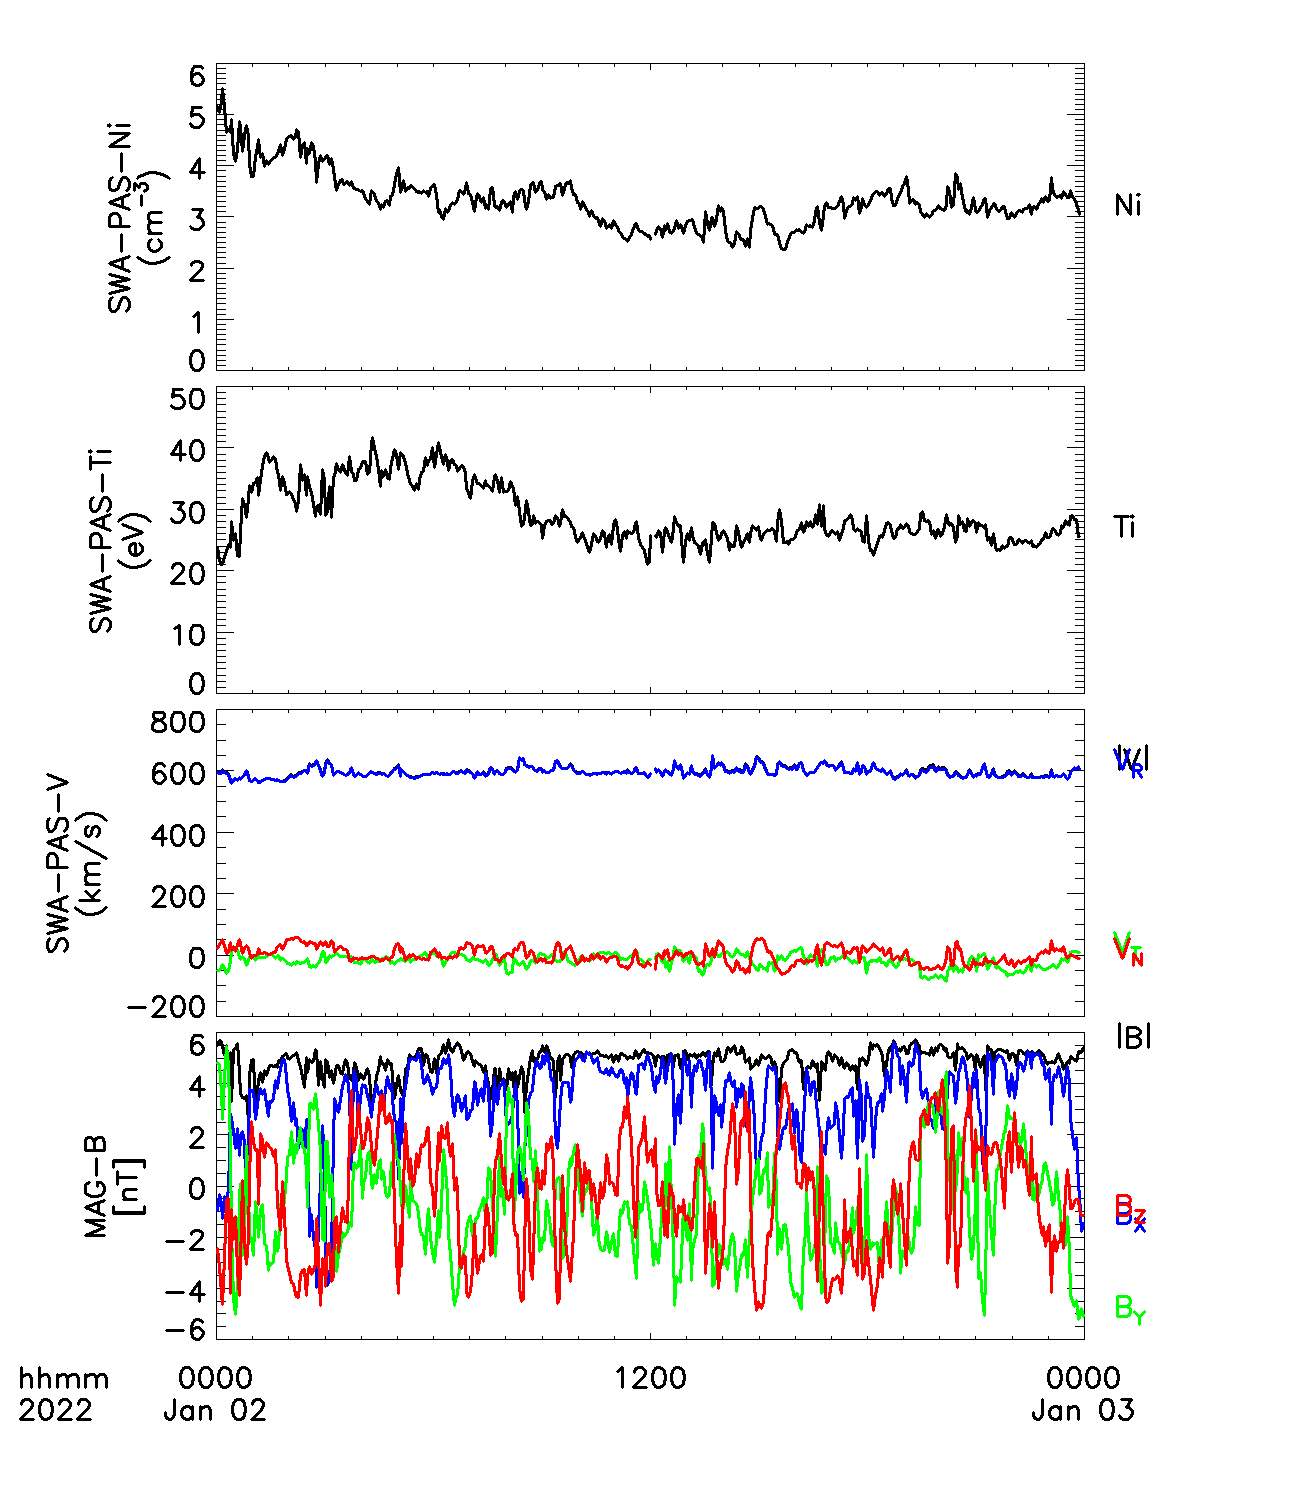 6
5
4
3
2
1
0
SWA-PAS-Ni
(cm-3)
Ni
50
40
30
20
10
0
SWA-PAS-Ti
(eV)
Ti
800
600
400
200
0
-200
SWA-PAS-V
(km/s)
|V|
VR
VT
VN
6
4
2
0
-2
-4
-6
MAG-B
[nT]
|B|
BZ
BX
BY
hhmm 0000 1200 0000
2022 Jan 02 Jan 03